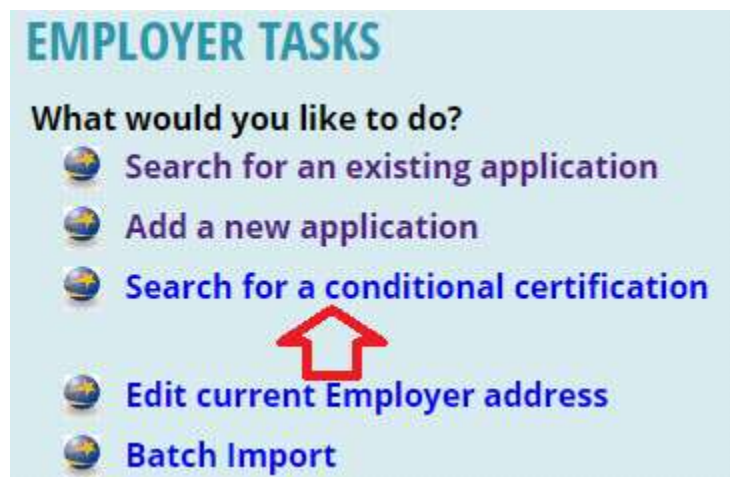 EMPLOYER TASKS
What would you like to do?
Search for an existing application
Add a new application
Search for a conditional certification
Edit current Employer address
Batch Import